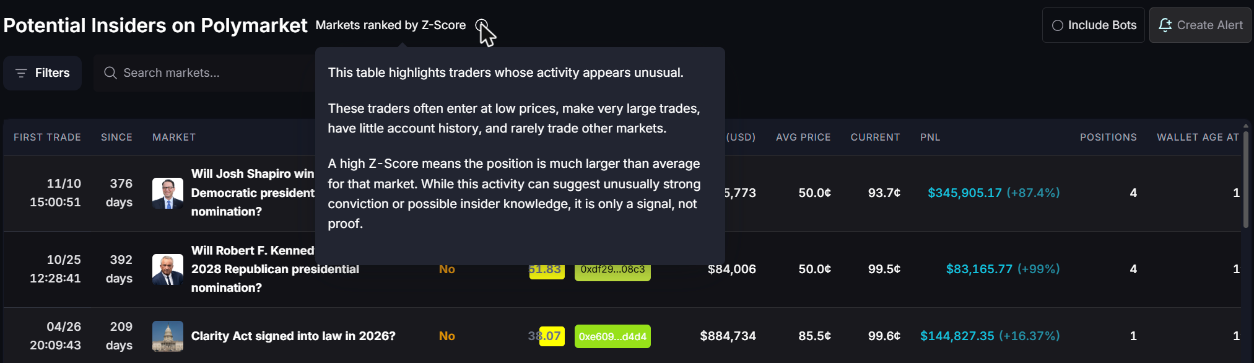 Potential Insiders on Polymarket Markets ranked by Z-Score
Include Bots
Create Alert
Filters
Search markets...
This table highlights traders whose activity appears unusual.
These traders often enter at low prices, make very large trades,
have little account history, and rarely trade other markets.
A high Z-Score means the position is much larger than average
for that market. While this activity can suggest unusually strong
conviction or possible insider knowledge, it is only a signal, not
proof.
FIRST TRADE SINCE MARKET (USD) AVG PRICE CURRENT PNL POSITIONS WALLET AGE AT
11/10
15:00:51
376
days
Will Josh Shapiro win
Democratic president
nomination?
5,773 50.0¢ 93.7¢ $345,905.17 (+87.4%) 4 1
10/25
12:28:41
392
days
Will Robert F. Kenned
2028 Republican presidential
nomination?
No 51.83 0xdf29...08c3 $84,006 50.0¢ 99.5¢ $83,165.77 (+99%) 4 1
04/26
20:09:43
209
days
Clarity Act signed into law in 2026?
No 38.07 0xe609...d4d4 $884,734 85.5¢ 99.6¢ $144,827.35 (+16.37%) 1 1